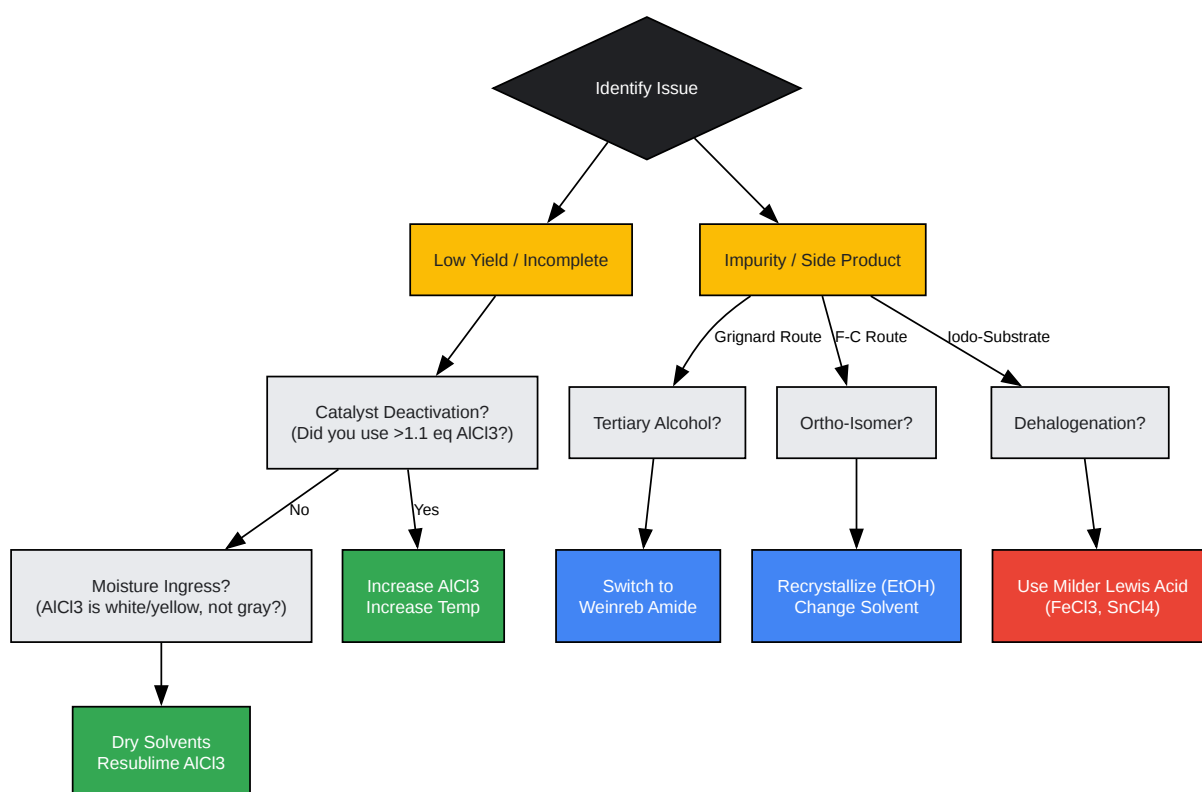 Identify Issue
Low Yield / Incomplete
Impurity / Side Product
Grignard Route
F-C Route
Iodo-Substrate
Catalyst Deactivation?
(Did you use >1.1 eq AlCl3?)
Tertiary Alcohol?
Ortho-Isomer?
Dehalogenation?
No
Yes
Moisture Ingress?
(AlCl3 is white/yellow, not gray?)
Increase AlCl3
Increase Temp
Switch to
Weinreb Amide
Recrystallize (EtOH)
Change Solvent
Use Milder Lewis Acid
(FeCl3, SnCl4)
Dry Solvents
Resublime AlCl3